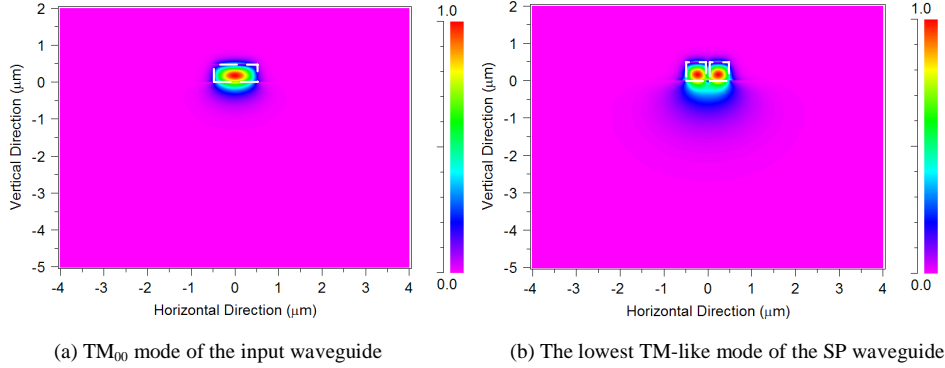 2
1
0
-1
-2
-3
-4
-5
Vertical Direction (μm)
-4 -3 -2 -1 0 1 2 3 4
Horizontal Direction (μm)
1.0
0.0
(a) TM₀₀ mode of the input waveguide
2
1
0
-1
-2
-3
-4
-5
Vertical Direction (μm)
-4 -3 -2 -1 0 1 2 3 4
Horizontal Direction (μm)
1.0
0.0
(b) The lowest TM-like mode of the SP waveguide